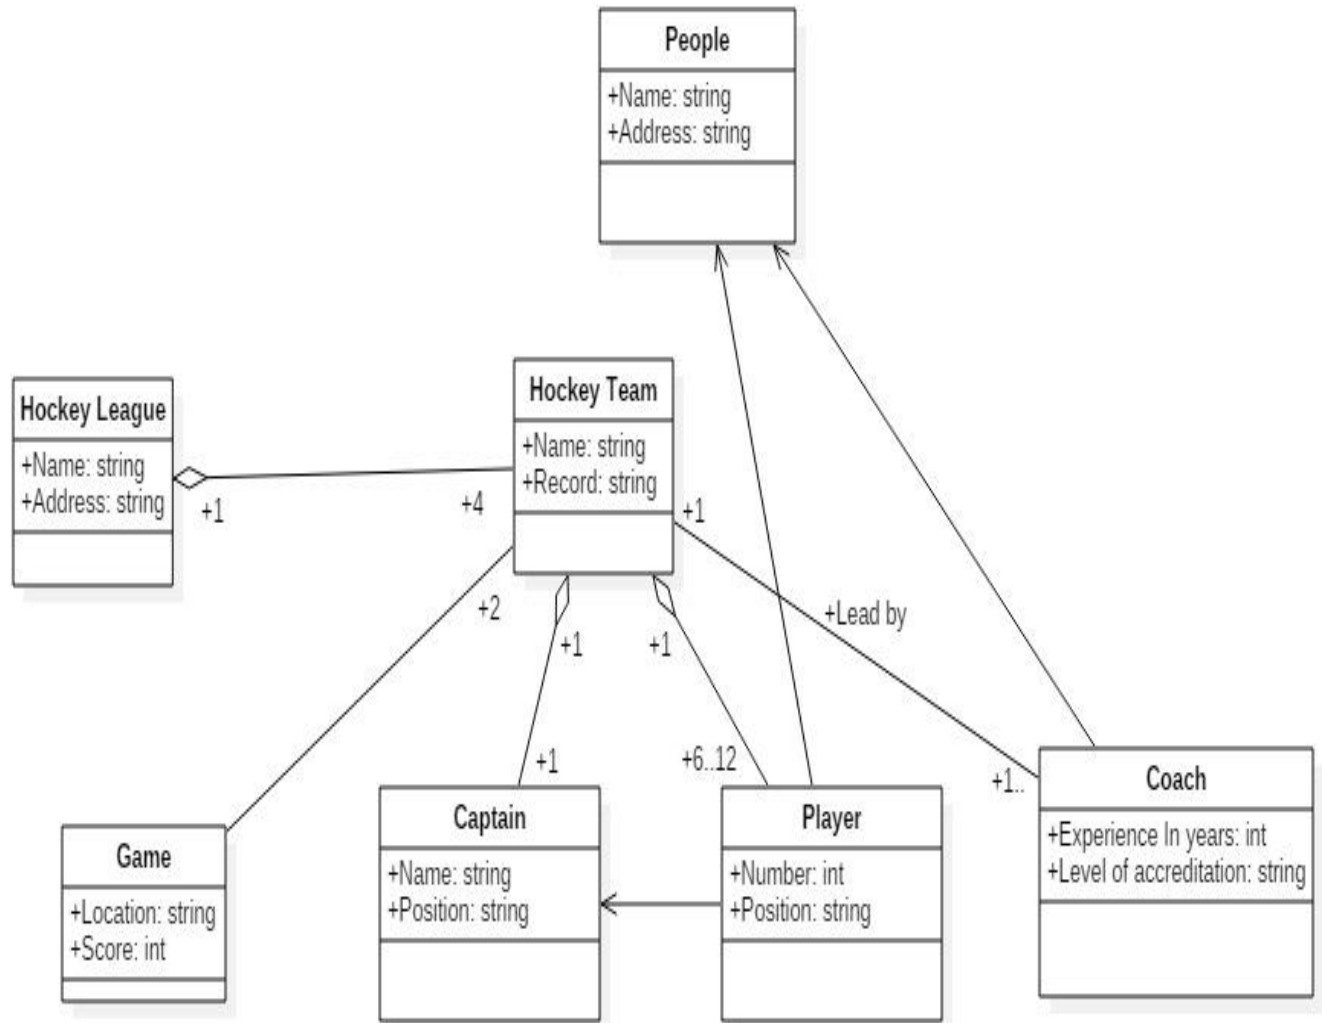 People
+Name: string
+Address: string
Hockey League
+Name: string
+Address: string
Hockey Team
+Name: string
+Record: string
+1
+4
+1
+2
+1
+1
+Lead by
+1
+6..12
+1..
Game
+Location: string
+Score: int
Captain
+Name: string
+Position: string
Player
+Number: int
+Position: string
Coach
+Experience In years: int
+Level of accreditation: string